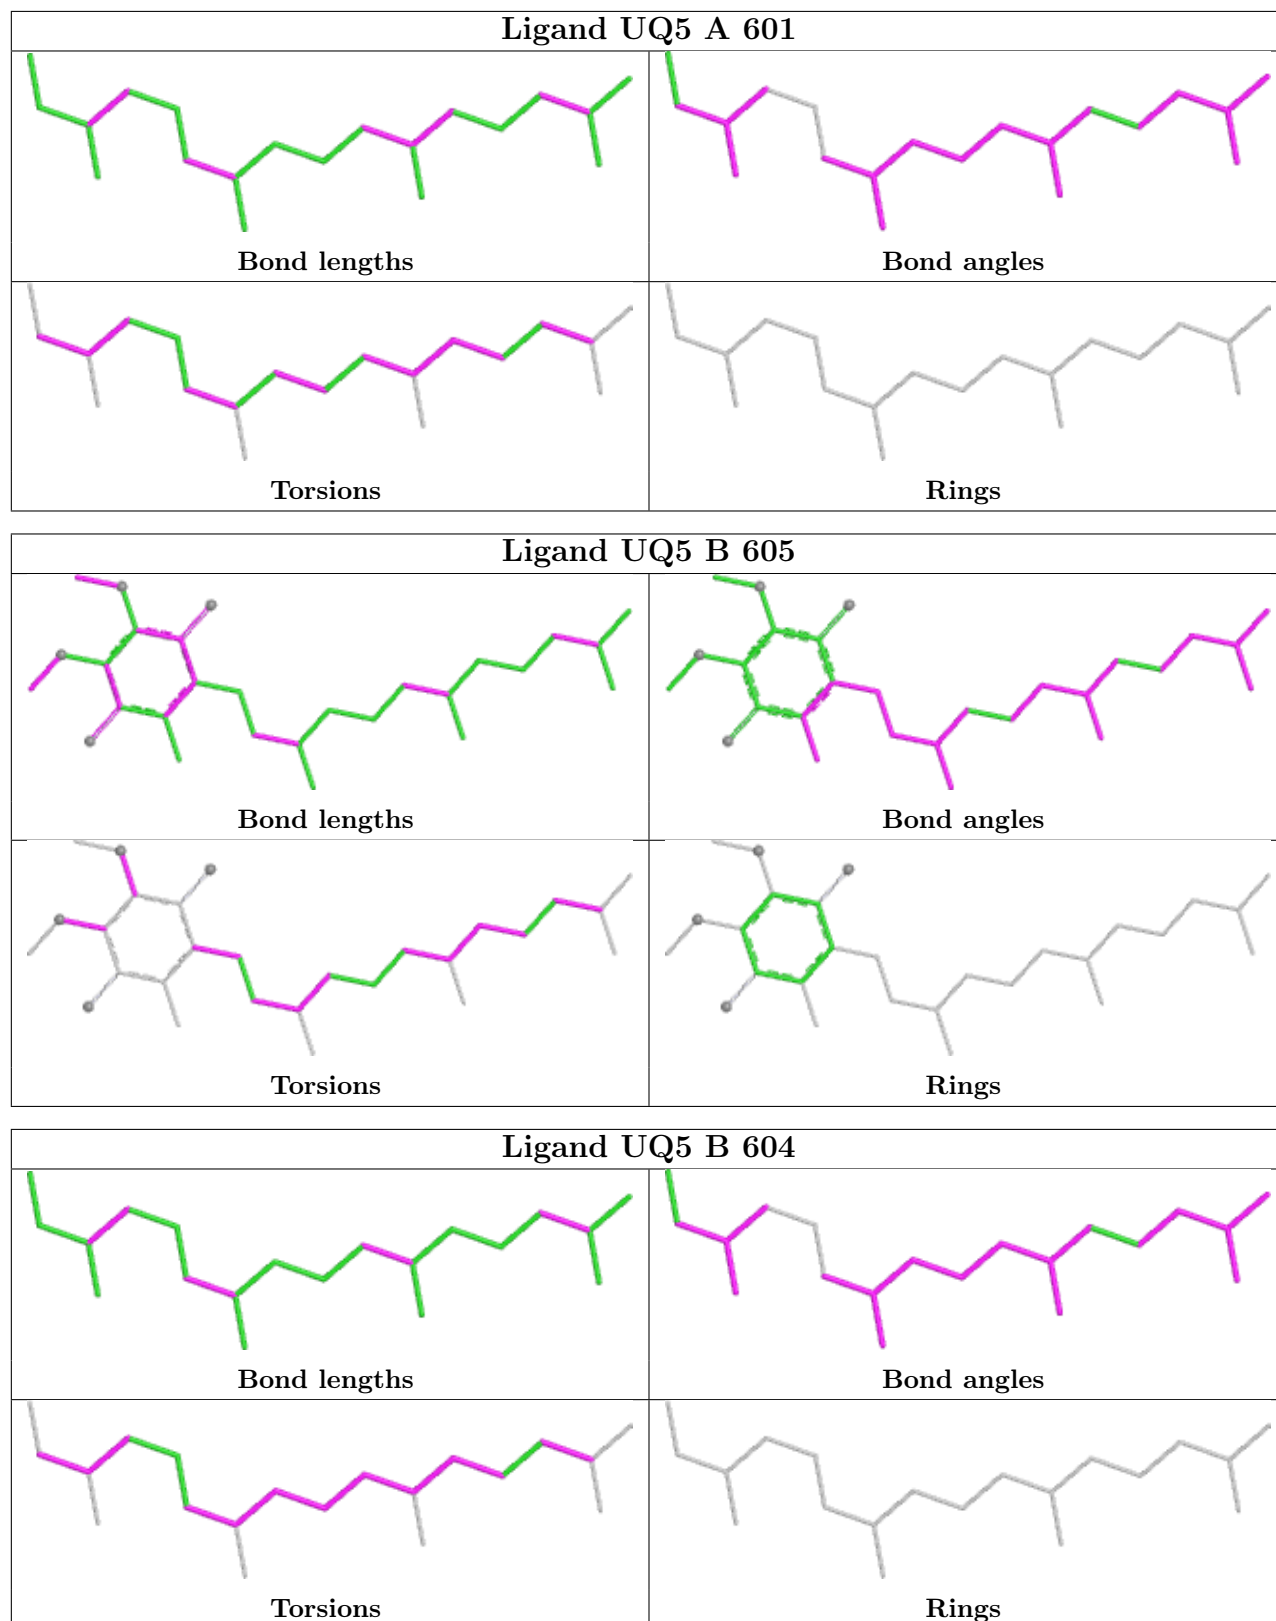 Ligand UQ5 A 601
Bond lengths
Bond angles
Torsions
Rings
Ligand UQ5 B 605
Bond lengths
Bond angles
Torsions
Rings
Ligand UQ5 B 604
Bond lengths
Bond angles
Torsions
Rings